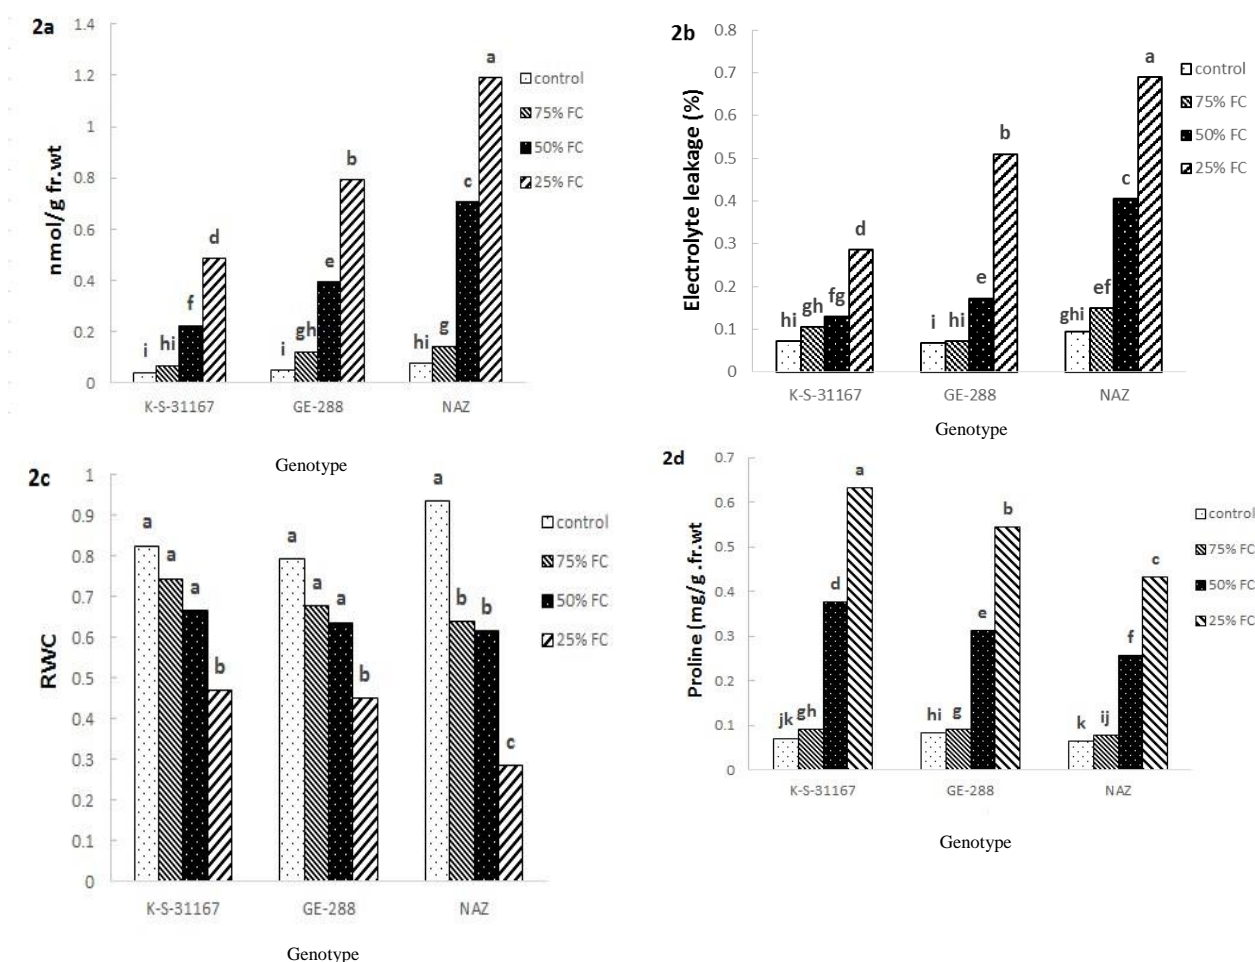 2a
nmol/g fr.wt
1.4
1.2
1
0.8
0.6
0.4
0.2
0
i
hi
f
d
i
gh
e
b
hi
g
c
a
K-S-31167
GE-288
NAZ
Genotype
control
75% FC
50% FC
25% FC
2b
Electrolyte leakage (%)
0.8
0.7
0.6
0.5
0.4
0.3
0.2
0.1
0
hi
gh
fg
d
i
hi
e
b
ghi
ef
c
a
K-S-31167
GE-288
NAZ
Genotype
control
75% FC
50% FC
25% FC
2c
RWC
1
0.9
0.8
0.7
0.6
0.5
0.4
0.3
0.2
0.1
0
a
a
a
b
a
a
a
b
a
b
b
c
K-S-31167
GE-288
NAZ
Genotype
control
75% FC
50% FC
25% FC
2d
Proline (mg/g .fr.wt
0.7
0.6
0.5
0.4
0.3
0.2
0.1
0
jk
gh
d
a
hi
g
e
b
k
ij
f
c
K-S-31167
GE-288
NAZ
Genotype
control
75% FC
50% FC
25% FC